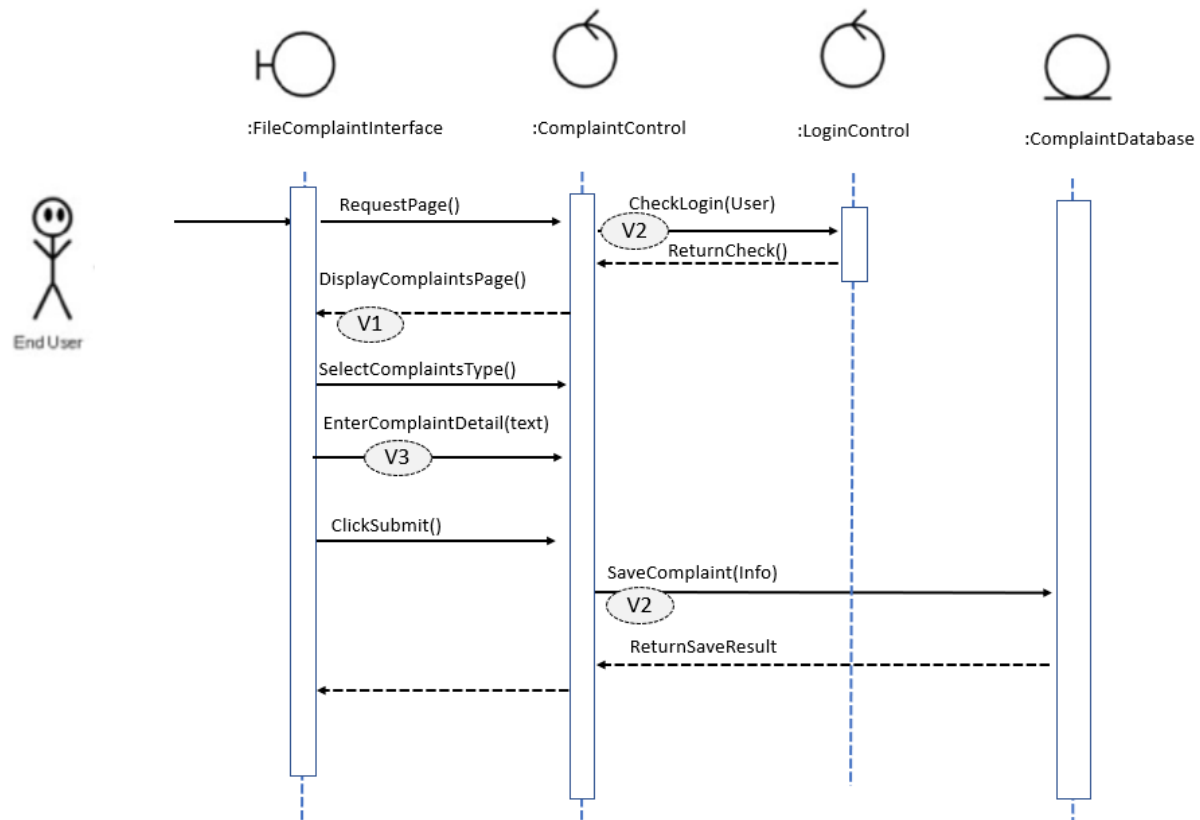 :FileComplaintInterface
:ComplaintControl
:LoginControl
:ComplaintDatabase
RequestPage()
CheckLogin(User)
V2
ReturnCheck()
DisplayComplaintsPage()
V1
End User
SelectComplaintsType()
EnterComplaintDetail(text)
V3
ClickSubmit()
SaveComplaint(Info)
V2
ReturnSaveResult